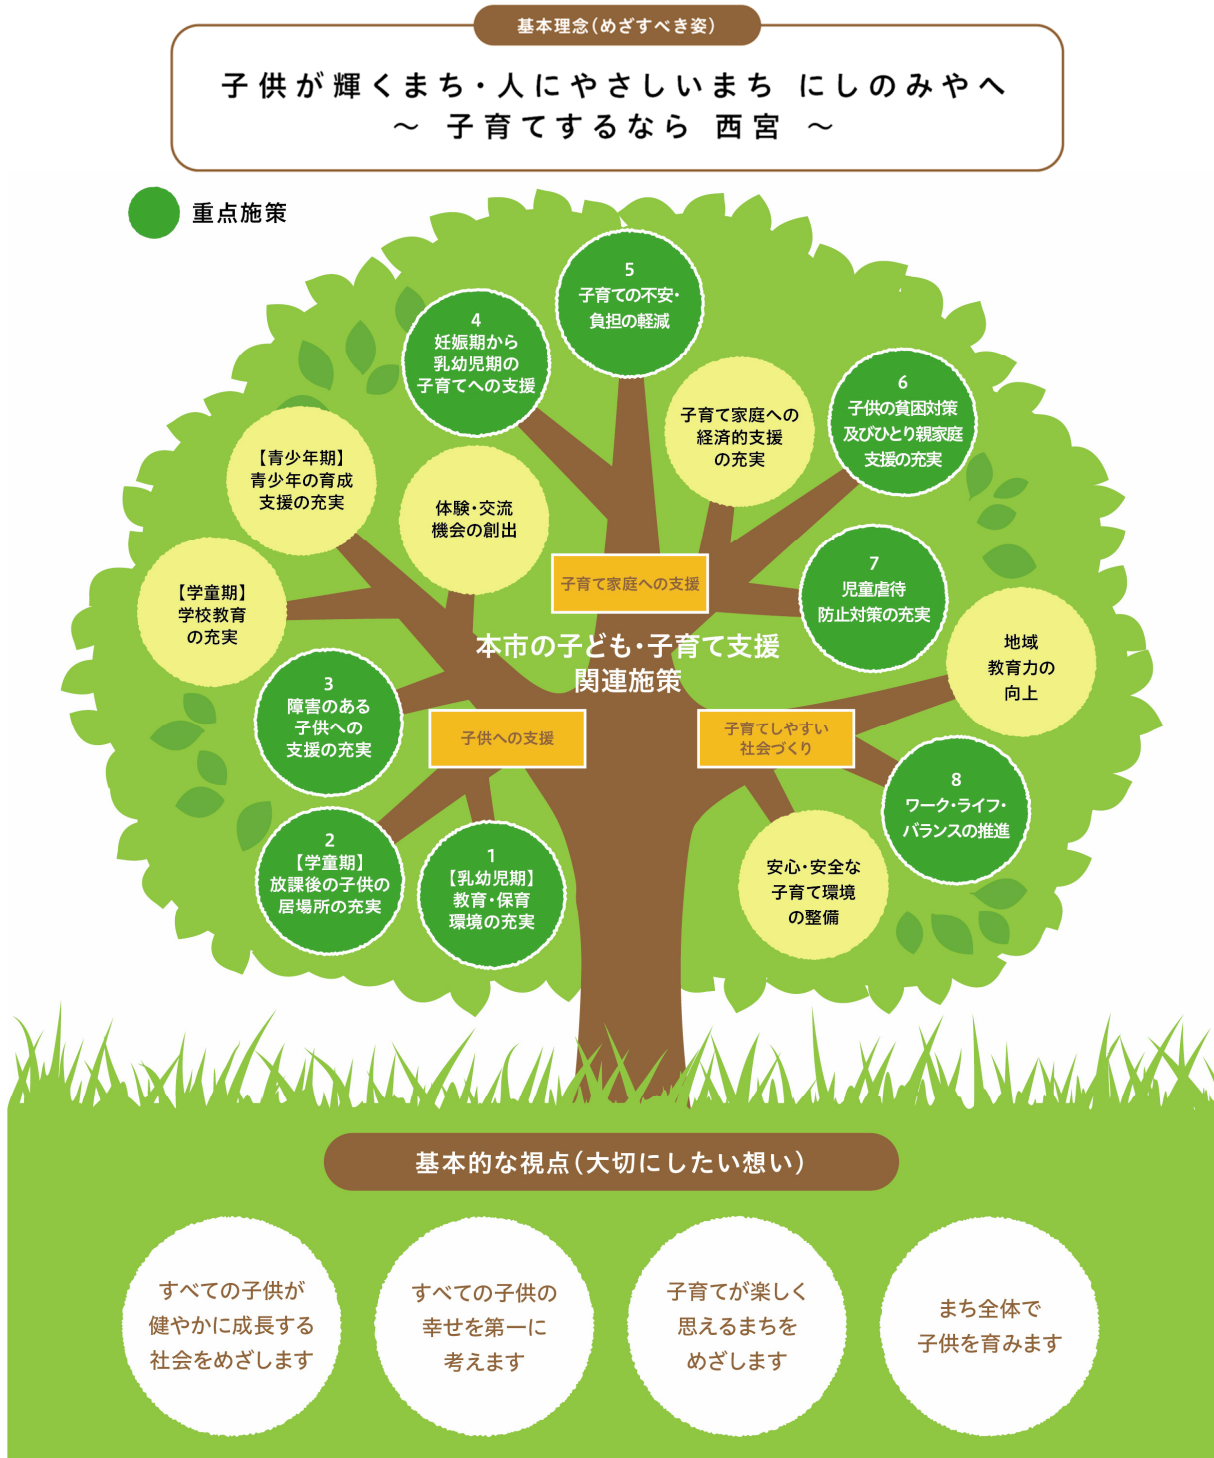 基本理念(めざすべき姿)
子供が輝くまち・人にやさしいまち にしのみやへ
～ 子育てするなら 西宮 ～
重点施策
5
子育ての不安・
負担の軽減
4
妊娠期から
乳幼児期の
子育てへの支援
子育て家庭への
経済的支援
の充実
6
子供の貧困対策
及びひとり親家庭
支援の充実
【青少年期】
青少年の育成
支援の充実
体験・交流
機会の創出
【学童期】
学校教育
の充実
子育て家庭への支援
7
児童虐待
防止対策の充実
本市の子ども・子育て支援
関連施策
地域
教育力の
向上
3
障害のある
子供への
支援の充実
子供への支援
子育てしやすい
社会づくり
8
ワーク・ライフ・
バランスの推進
2
【学童期】
放課後の子供の
居場所の充実
1
【乳幼児期】
教育・保育
環境の充実
安心・安全な
子育て環境
の整備
基本的な視点(大切にしたい想い)
すべての子供が
健やかに成長する
社会をめざします
すべての子供の
幸せを第一に
考えます
子育てが楽しく
思えるまちを
めざします
まち全体で
子供を育みます